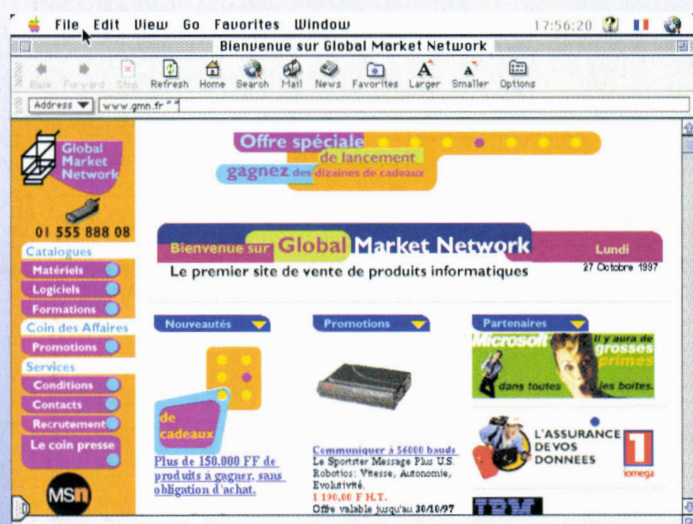 File Edit View Go Favorites Window 17:56:20
Bienvenue sur Global Market Network
Back Forward Stop Refresh Home Search Mail News Favorites Larger Smaller Options
Address www.gmn.fr""
Global
Market
Network
01 555 888 08
Catalogues
Matériels
Logiciels
Formations
Coin des Affaires
Promotions
Services
Conditions
Contacts
Recrutement
Le coin presse
MSn
Offre spéciale
de lancement
gagnez des dizaines de cadeaux
Bienvenue sur Global Market Network
Lundi
27 Octobre 1997
Le premier site de vente de produits informatiques
Nouveautés
de
cadeaux
Plus de 150.000 FF de
produits à gagner, sans
obligation d'achat.
Promotions
Communiquer à 56000 bauds
Le Sportster Message Plus U.S.
Robotics: Vitesse, Autonomie,
Evolutivité.
1 190.00 F H.T.
Offre valable jusqu'au 30/10/97
Partenaires
Microsoft
Il y aura de
grosses
primes
dans toutes les boites.
L'ASSURANCE
DE VOS
DONNEES
iomega
IBM